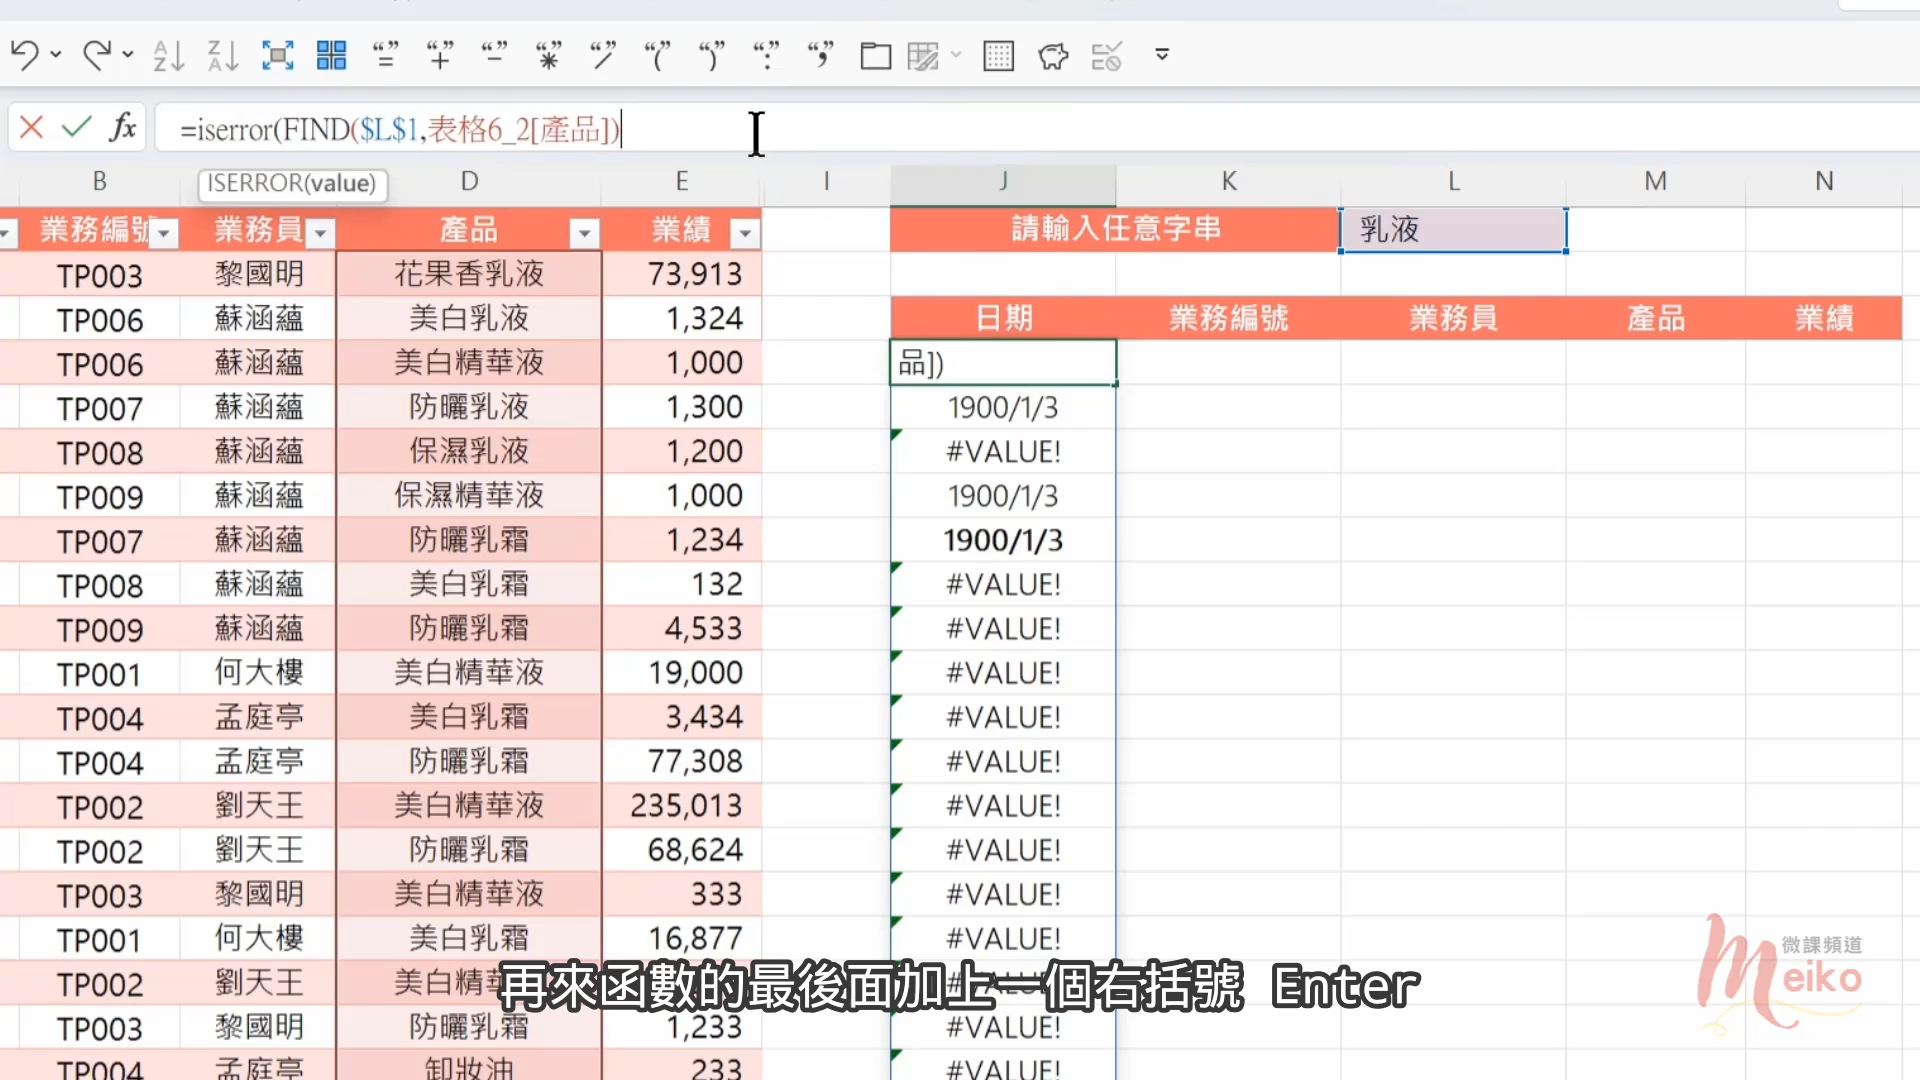 =iserror(FIND($L$1,表格6_2[產品])
ISERROR(value)
B D E I J K L M N
業務編號 業務員 產品 業績 請輸入任意字串 乳液
TP003 黎國明 花果香乳液 73,913
TP006 蘇涵蘊 美白乳液 1,324 日期 業務編號 業務員 產品 業績
TP006 蘇涵蘊 美白精華液 1,000 品])
TP007 蘇涵蘊 防曬乳液 1,300 1900/1/3
TP008 蘇涵蘊 保濕乳液 1,200 #VALUE!
TP009 蘇涵蘊 保濕精華液 1,000 1900/1/3
TP007 蘇涵蘊 防曬乳霜 1,234 1900/1/3
TP008 蘇涵蘊 美白乳霜 132 #VALUE!
TP009 蘇涵蘊 防曬乳霜 4,533 #VALUE!
TP001 何大樓 美白精華液 19,000 #VALUE!
TP004 孟庭亭 美白乳霜 3,434 #VALUE!
TP004 孟庭亭 防曬乳霜 77,308 #VALUE!
TP002 劉天王 美白精華液 235,013 #VALUE!
TP002 劉天王 防曬乳霜 68,624 #VALUE!
TP003 黎國明 美白精華液 333 #VALUE!
TP001 何大樓 美白乳霜 16,877 #VALUE!
TP002 劉天王 美白
再來函數的最後面加上一個右括號 Enter
TP003 黎國明 防曬乳霜 1,233 #VALUE!
TP004 孟庭亭 卸妝油 233 #VALUE!
微課頻道
Meiko